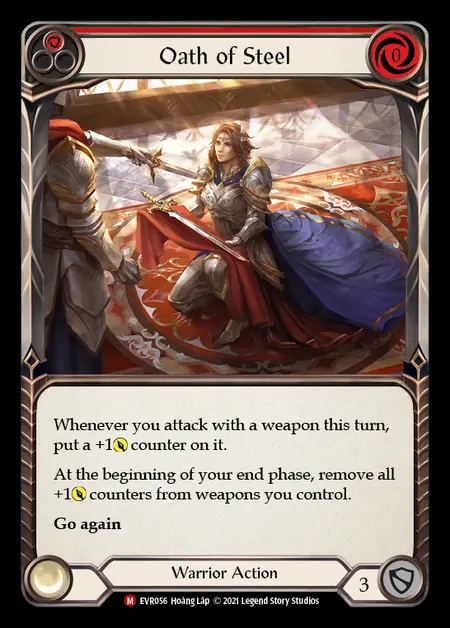 Oath of Steel
0
Whenever you attack with a weapon this turn,
put a +1 counter on it.
At the beginning of your end phase, remove all
+1 counters from weapons you control.
Go again
Warrior Action
3
M EVR056 Hoàng Lập © 2021 Legend Story Studios